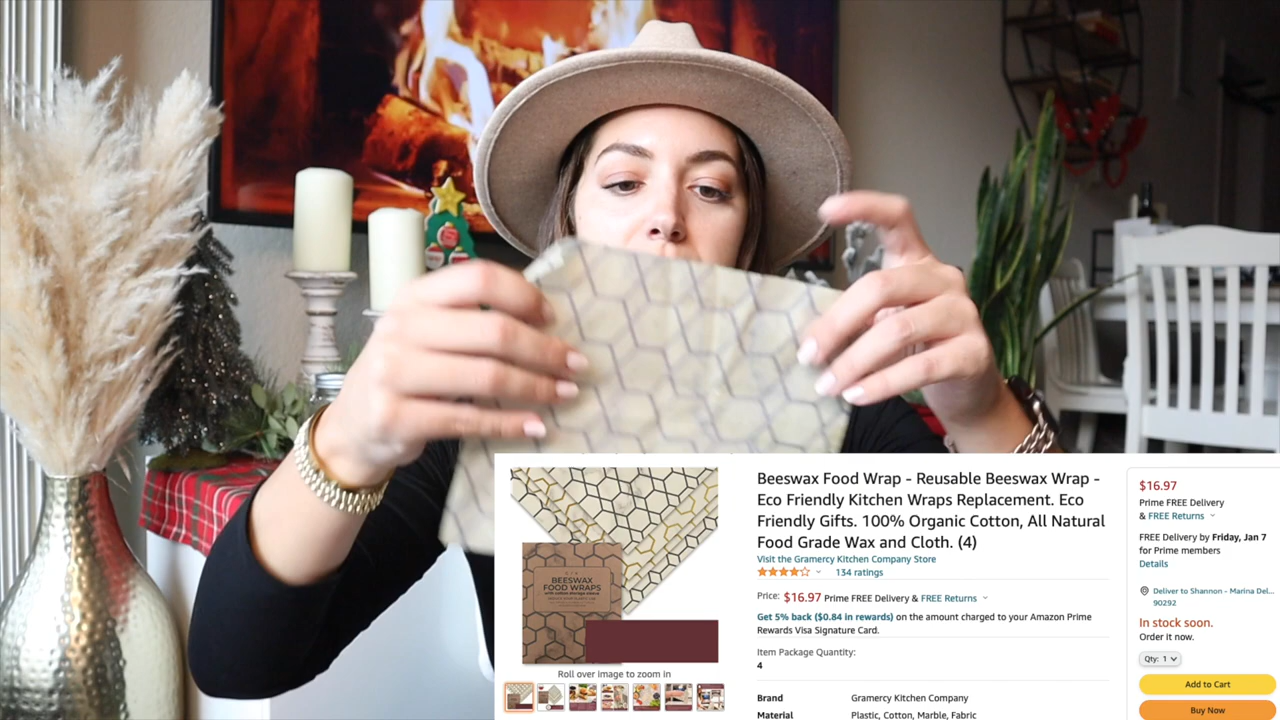 Beeswax Food Wrap - Reusable Beeswax Wrap -
Eco Friendly Kitchen Wraps Replacement. Eco
Friendly Gifts. 100% Organic Cotton, All Natural
Food Grade Wax and Cloth. (4)
Visit the Gramercy Kitchen Company Store
134 ratings
Price: $16.97 Prime FREE Delivery & FREE Returns
Get 5% back ($0.84 in rewards) on the amount charged to your Amazon Prime
Rewards Visa Signature Card.
Item Package Quantity:
4
Brand Gramercy Kitchen Company
Material Plastic, Cotton, Marble, Fabric
BEESWAX
FOOD WRAPS
with cotton storage sleeve
Roll over image to zoom in
$16.97
Prime FREE Delivery
& FREE Returns
FREE Delivery by Friday, Jan 7
for Prime members
Details
Deliver to Shannon - Marina Del...
90292
In stock soon.
Order it now.
Qty: 1
Add to Cart
Buy Now